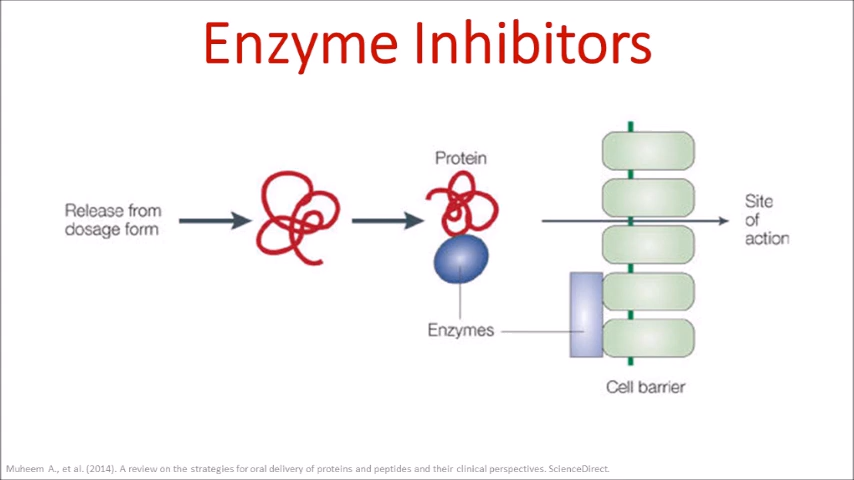 Enzyme Inhibitors
Release from
dosage form
Protein
Enzymes
Site
of
action
Cell barrier
Muheem A., et al. (2014). A review on the strategies for oral delivery of proteins and peptides and their clinical perspectives. ScienceDirect.